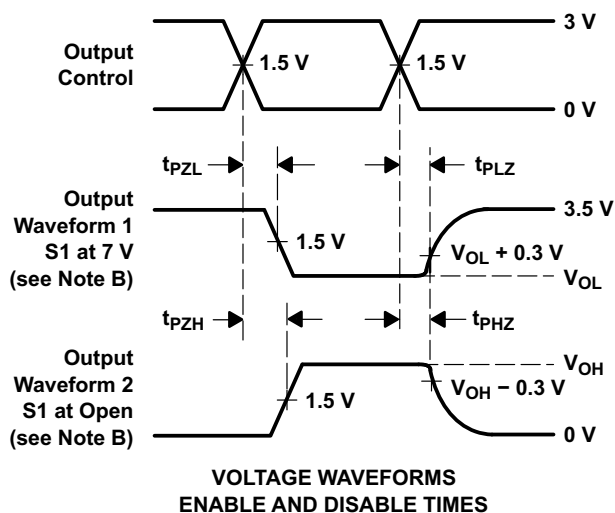 Output
Control
3 V
1.5 V
1.5 V
0 V
tPZL
tPLZ
Output
Waveform 1
S1 at 7 V
(see Note B)
3.5 V
1.5 V
VOL + 0.3 V
VOL
tPZH
tPHZ
Output
Waveform 2
S1 at Open
(see Note B)
VOH
VOH − 0.3 V
1.5 V
0 V
VOLTAGE WAVEFORMS
ENABLE AND DISABLE TIMES